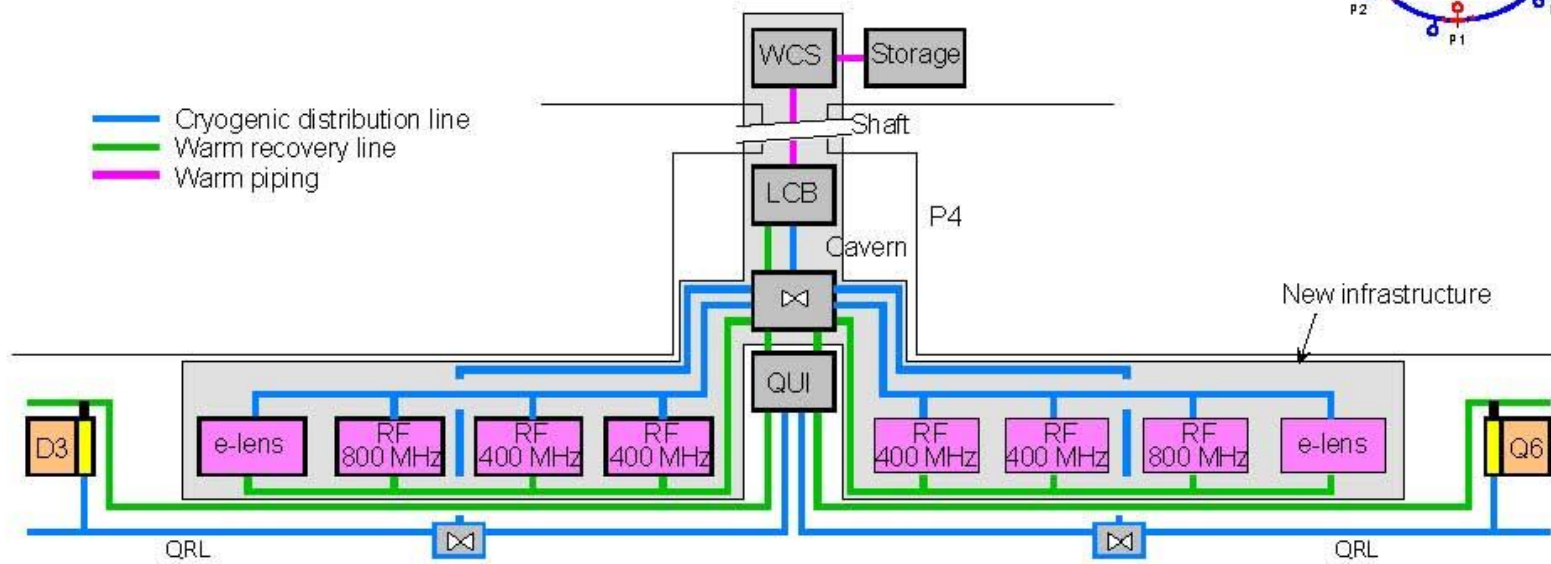 P2
P1
WCS
Storage
Cryogenic distribution line
Warm recovery line
Warm piping
Shaft
LCB
P4
Cavern
New infrastructure
QUI
D3
e-lens
RF
800 MHz
RF
400 MHz
RF
400 MHz
RF
400 MHz
RF
400 MHz
RF
800 MHz
e-lens
Q6
QRL
QRL